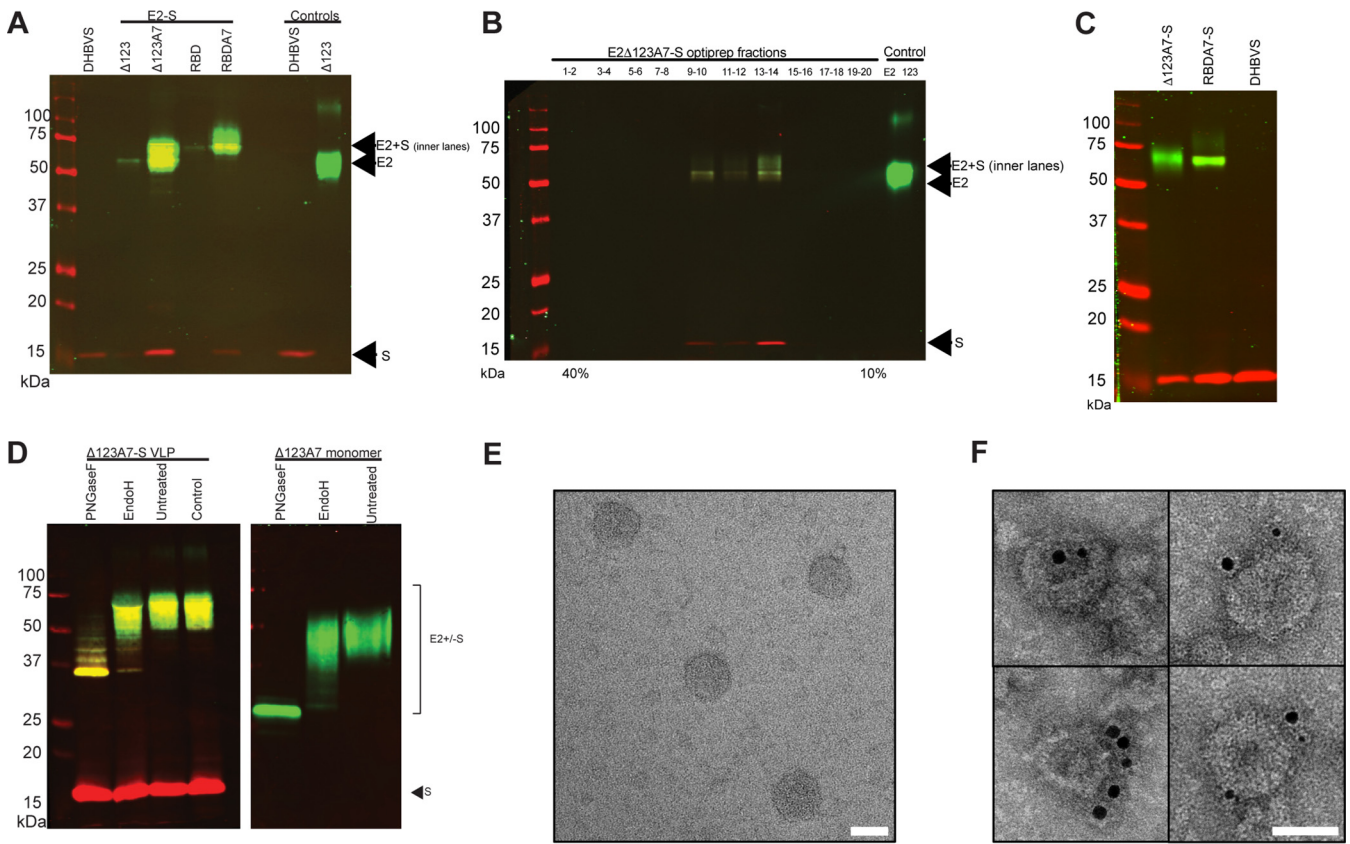 A
E2-S
Controls
DHBVS
Δ123
Δ123A7
RBD
RBDA7
DHBVS
Δ123
100
75
50
37
25
20
15
kDa
E2+S (inner lanes)
E2
S
B
E2Δ123A7-S optiprep fractions
Control
1-2 3-4 5-6 7-8 9-10 11-12 13-14 15-16 17-18 19-20 E2 123
100
75
50
37
25
20
15
kDa
40% 10%
E2+S (inner lanes)
E2
S
C
Δ123A7-S
RBDA7-S
DHBVS
100
75
50
37
25
20
15
kDa
D
Δ123A7-S VLP
Δ123A7 monomer
PNGaseF
EndoH
Untreated
Control
PNGaseF
EndoH
Untreated
100
75
50
37
25
20
15
kDa
E2+/-S
S
E
F